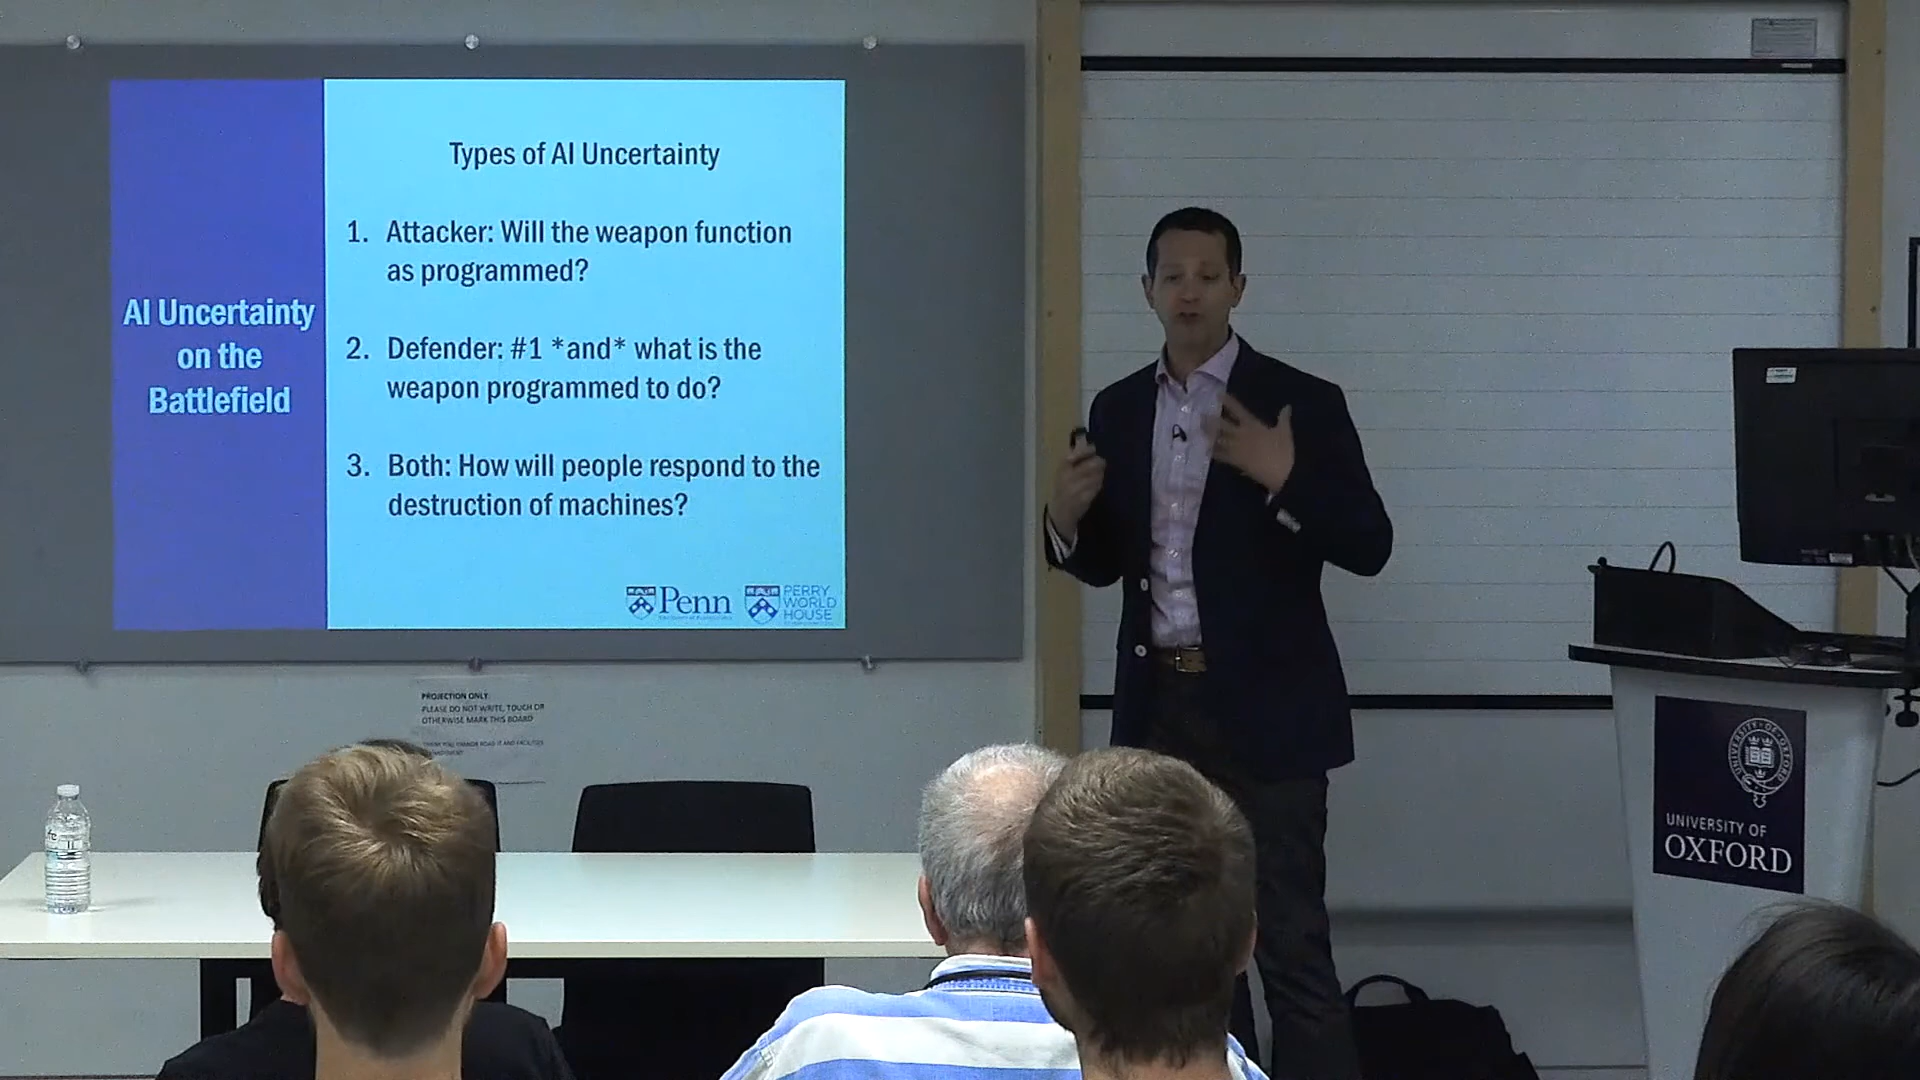 AI Uncertainty
on the
Battlefield
Types of AI Uncertainty
1. Attacker: Will the weapon function
as programmed?
2. Defender: #1 *and* what is the
weapon programmed to do?
3. Both: How will people respond to the
destruction of machines?
Penn
PERRY
WORLD
HOUSE
PROJECTION ONLY
PLEASE DO NOT WRITE, TOUCH OR
OTHERWISE MARK THIS BOARD
UNIVERSITY OF
OXFORD